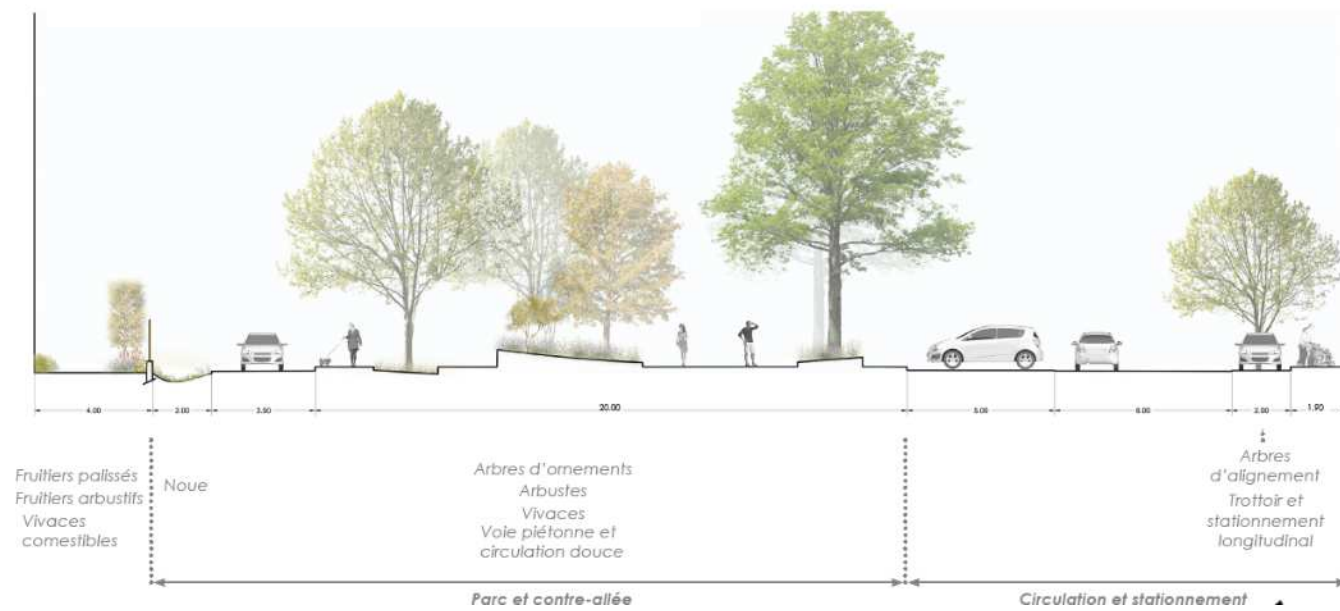 4.00 2.00 3.50 20.00 5.00 6.00 2.00 1.90
Fruitiers palissés
Fruitiers arbustifs
Vivaces
comestibles
Noue
Arbres d'ornements
Arbustes
Vivaces
Voie piétonne et
circulation douce
Arbres
d'alignement
Trottoir et
stationnement
longitudinal
Parc et contre-allée
Circulation et stationnement